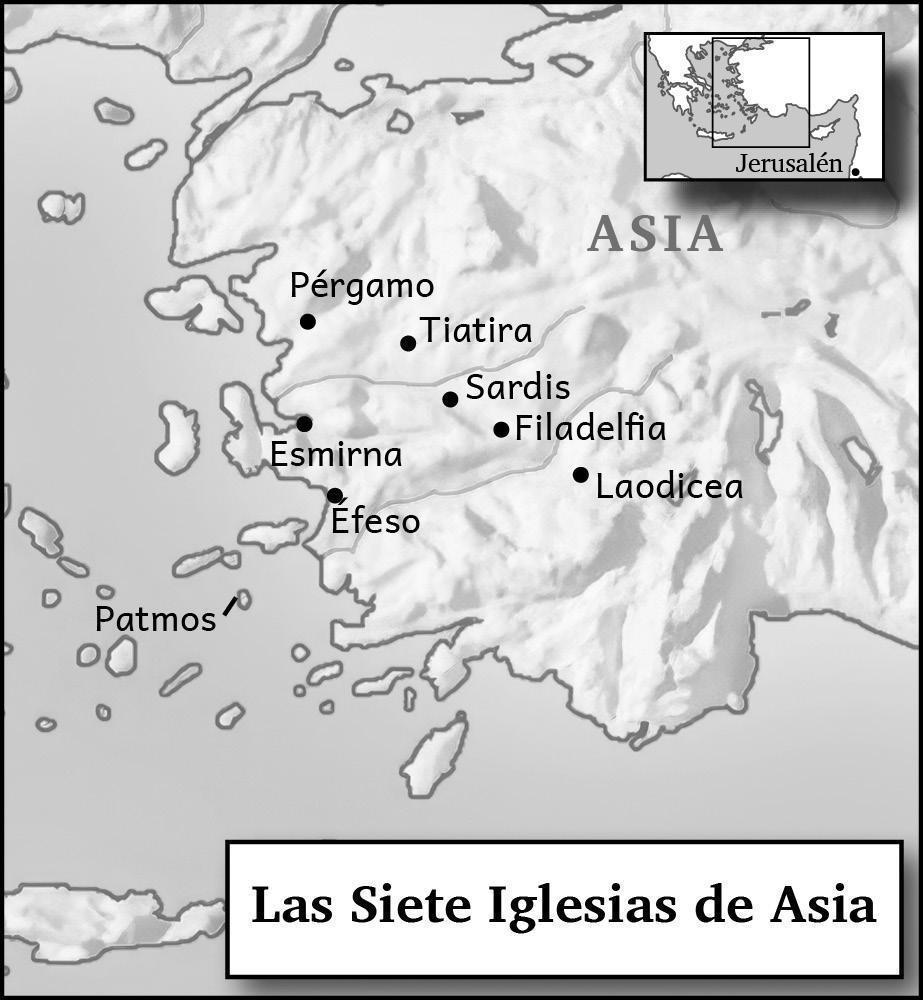 Jerusalén
ASIA
Pérgamo
Tiatira
Sardis
Filadelfia
Esmirna
Laodicea
Éfeso
Patmos
Las Siete Iglesias de Asia